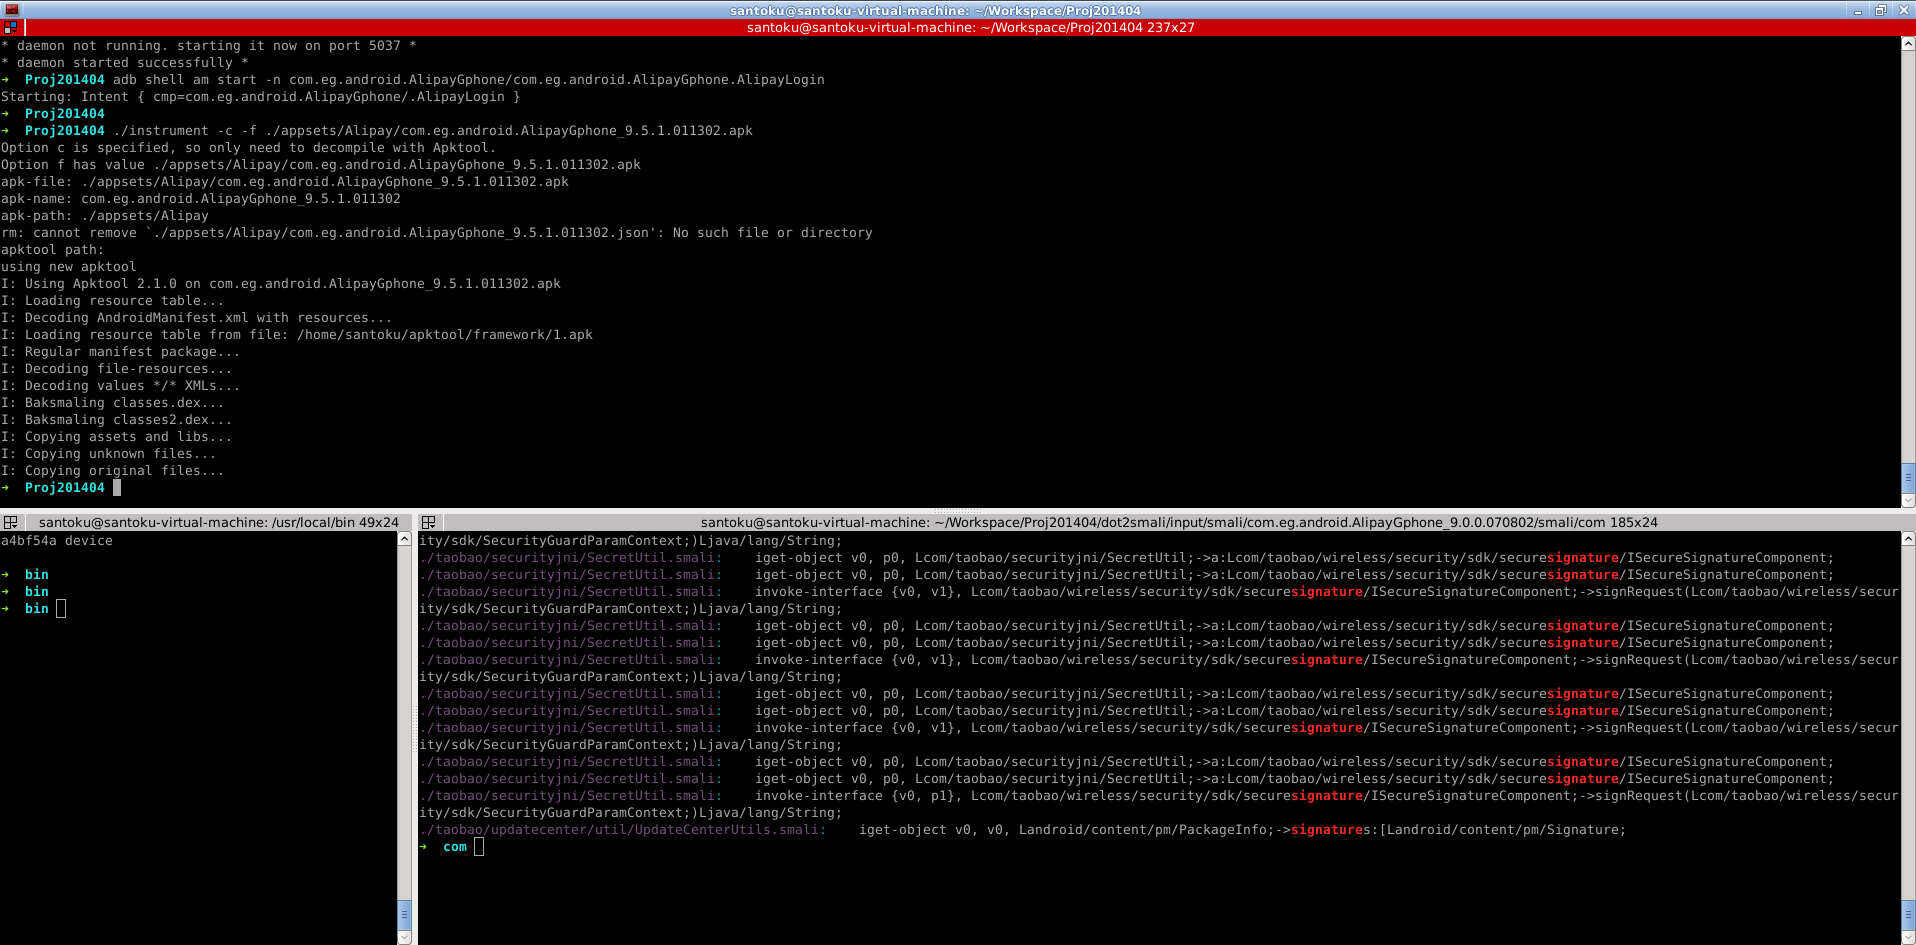 santoku@santoku-virtual-machine: ~/Workspace/Proj201404
santoku@santoku-virtual-machine: ~/Workspace/Proj201404 237x27
* daemon not running. starting it now on port 5037 *
* daemon started successfully *
➜  Proj201404 adb shell am start -n com.eg.android.AlipayGphone/com.eg.android.AlipayGphone.AlipayLogin
Starting: Intent { cmp=com.eg.android.AlipayGphone/.AlipayLogin }
➜  Proj201404
➜  Proj201404 ./instrument -c -f ./appsets/Alipay/com.eg.android.AlipayGphone_9.5.1.011302.apk
Option c is specified, so only need to decompile with Apktool.
Option f has value ./appsets/Alipay/com.eg.android.AlipayGphone_9.5.1.011302.apk
apk-file: ./appsets/Alipay/com.eg.android.AlipayGphone_9.5.1.011302.apk
apk-name: com.eg.android.AlipayGphone_9.5.1.011302
apk-path: ./appsets/Alipay
rm: cannot remove `./appsets/Alipay/com.eg.android.AlipayGphone_9.5.1.011302.json': No such file or directory
apktool path:
using new apktool
I: Using Apktool 2.1.0 on com.eg.android.AlipayGphone_9.5.1.011302.apk
I: Loading resource table...
I: Decoding AndroidManifest.xml with resources...
I: Loading resource table from file: /home/santoku/apktool/framework/1.apk
I: Regular manifest package...
I: Decoding file-resources...
I: Decoding values */* XMLs...
I: Baksmaling classes.dex...
I: Baksmaling classes2.dex...
I: Copying assets and libs...
I: Copying unknown files...
I: Copying original files...
➜  Proj201404
santoku@santoku-virtual-machine: /usr/local/bin 49x24
a4bf54a device
➜  bin
➜  bin
➜  bin
santoku@santoku-virtual-machine: ~/Workspace/Proj201404/dot2smali/input/smali/com.eg.android.AlipayGphone_9.0.0.070802/smali/com 185x24
ity/sdk/SecurityGuardParamContext;)Ljava/lang/String;
./taobao/securityjni/SecretUtil.smali:    iget-object v0, p0, Lcom/taobao/securityjni/SecretUtil;->a:Lcom/taobao/wireless/security/sdk/securesignature/ISecureSignatureComponent;
./taobao/securityjni/SecretUtil.smali:    iget-object v0, p0, Lcom/taobao/securityjni/SecretUtil;->a:Lcom/taobao/wireless/security/sdk/securesignature/ISecureSignatureComponent;
./taobao/securityjni/SecretUtil.smali:    invoke-interface {v0, v1}, Lcom/taobao/wireless/security/sdk/securesignature/ISecureSignatureComponent;->signRequest(Lcom/taobao/wireless/secur
ity/sdk/SecurityGuardParamContext;)Ljava/lang/String;
./taobao/securityjni/SecretUtil.smali:    iget-object v0, p0, Lcom/taobao/securityjni/SecretUtil;->a:Lcom/taobao/wireless/security/sdk/securesignature/ISecureSignatureComponent;
./taobao/securityjni/SecretUtil.smali:    iget-object v0, p0, Lcom/taobao/securityjni/SecretUtil;->a:Lcom/taobao/wireless/security/sdk/securesignature/ISecureSignatureComponent;
./taobao/securityjni/SecretUtil.smali:    invoke-interface {v0, v1}, Lcom/taobao/wireless/security/sdk/securesignature/ISecureSignatureComponent;->signRequest(Lcom/taobao/wireless/secur
ity/sdk/SecurityGuardParamContext;)Ljava/lang/String;
./taobao/securityjni/SecretUtil.smali:    iget-object v0, p0, Lcom/taobao/securityjni/SecretUtil;->a:Lcom/taobao/wireless/security/sdk/securesignature/ISecureSignatureComponent;
./taobao/securityjni/SecretUtil.smali:    iget-object v0, p0, Lcom/taobao/securityjni/SecretUtil;->a:Lcom/taobao/wireless/security/sdk/securesignature/ISecureSignatureComponent;
./taobao/securityjni/SecretUtil.smali:    invoke-interface {v0, v1}, Lcom/taobao/wireless/security/sdk/securesignature/ISecureSignatureComponent;->signRequest(Lcom/taobao/wireless/secur
ity/sdk/SecurityGuardParamContext;)Ljava/lang/String;
./taobao/securityjni/SecretUtil.smali:    iget-object v0, p0, Lcom/taobao/securityjni/SecretUtil;->a:Lcom/taobao/wireless/security/sdk/securesignature/ISecureSignatureComponent;
./taobao/securityjni/SecretUtil.smali:    iget-object v0, p0, Lcom/taobao/securityjni/SecretUtil;->a:Lcom/taobao/wireless/security/sdk/securesignature/ISecureSignatureComponent;
./taobao/securityjni/SecretUtil.smali:    invoke-interface {v0, p1}, Lcom/taobao/wireless/security/sdk/securesignature/ISecureSignatureComponent;->signRequest(Lcom/taobao/wireless/secur
ity/sdk/SecurityGuardParamContext;)Ljava/lang/String;
./taobao/updatecenter/util/UpdateCenterUtils.smali:    iget-object v0, v0, Landroid/content/pm/PackageInfo;->signatures:[Landroid/content/pm/Signature;
➜  com